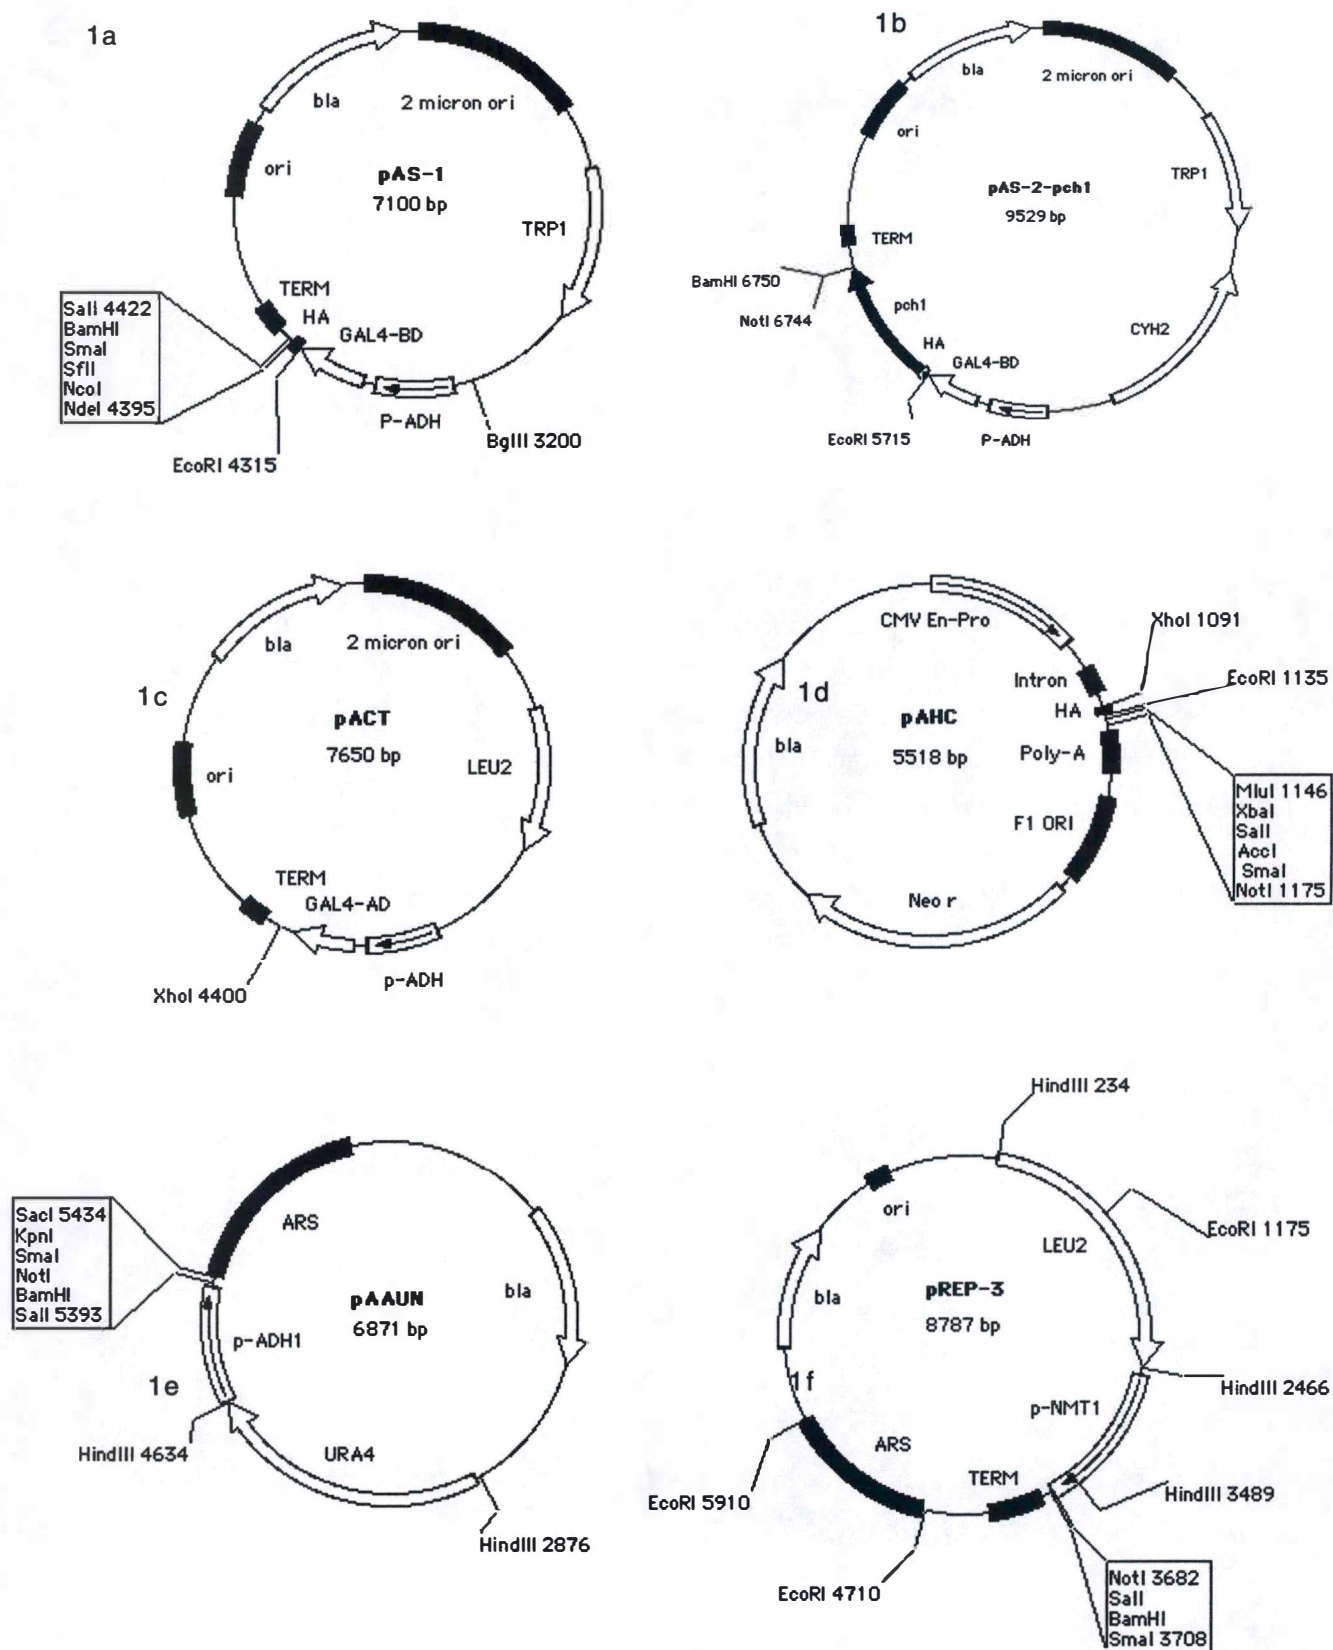 1a
bla
2 micron ori
ori
pAS-1
7100 bp
TRP1
TERM
HA
GAL4-BD
P-ADH
SalI 4422
BamHI
SmaI
SfiI
NcoI
NdeI 4395
EcoRI 4315
BglII 3200
1b
bla
2 micron ori
ori
TRP1
pAS-2-pch1
9529 bp
TERM
BamHI 6750
NotI 6744
pch1
CYH2
HA
GAL4-BD
EcoRI 5715
P-ADH
1c
bla
2 micron ori
pACT
7650 bp
ori
LEU2
TERM
GAL4-AD
p-ADH
XhoI 4400
1d
CMV En-Pro
XhoI 1091
Intron
EcoRI 1135
HA
pAHC
5518 bp
bla
Poly-A
F1 ORI
Neo r
MluI 1146
XbaI
SalI
AccI
SmaI
NotI 1175
1e
ARS
SacI 5434
KpnI
SmaI
NotI
BamHI
SalI 5393
pAAUN
6871 bp
bla
p-ADH1
HindIII 4634
URA4
HindIII 2876
1f
HindIII 234
ori
EcoRI 1175
LEU2
pREP-3
8787 bp
bla
HindIII 2466
p-NMT1
ARS
TERM
HindIII 3489
EcoRI 5910
EcoRI 4710
NotI 3682
SalI
BamHI
SmaI 3708